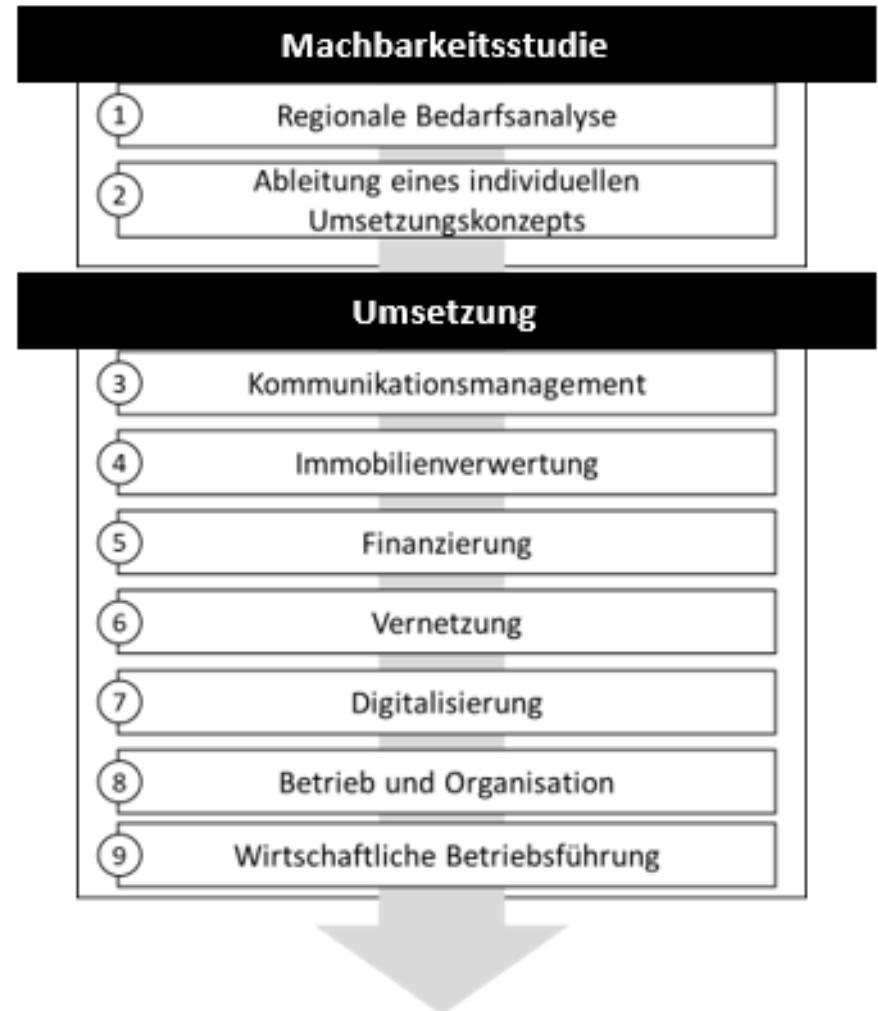 Machbarkeitsstudie
1 Regionale Bedarfsanalyse
2 Ableitung eines individuellen
Umsetzungskonzepts
Umsetzung
3 Kommunikationsmanagement
4 Immobilienverwertung
5 Finanzierung
6 Vernetzung
7 Digitalisierung
8 Betrieb und Organisation
9 Wirtschaftliche Betriebsführung